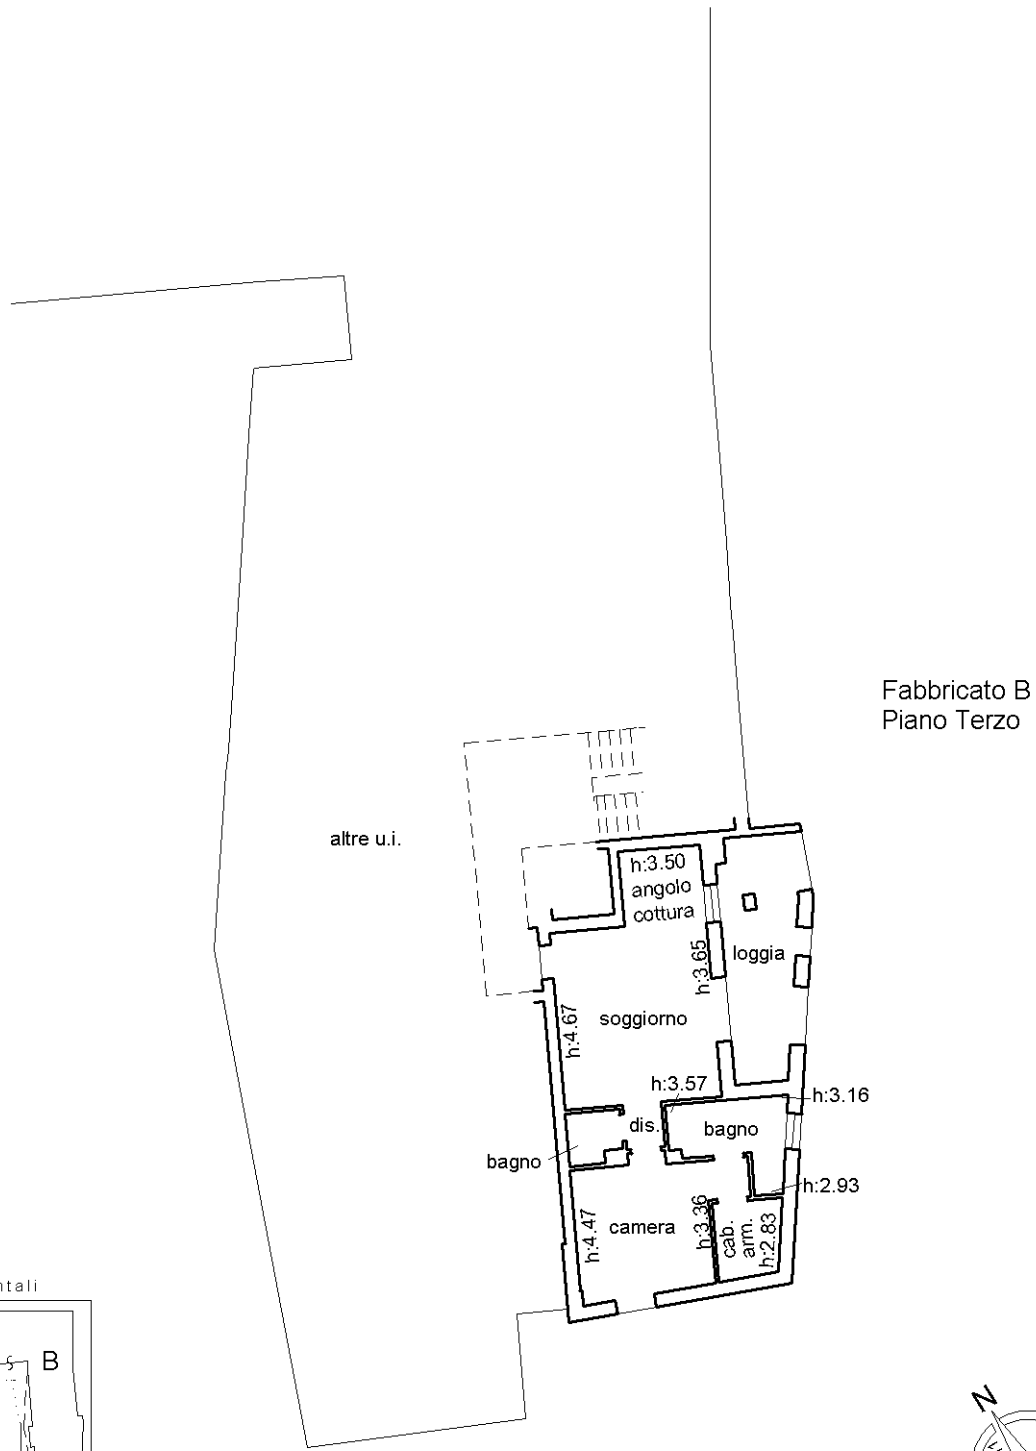 Fabbricato B
Piano Terzo
altre u.i.
h:3.50
angolo
cottura
h:3.65
loggia
soggiorno
h:4.67
h:3.57
h:3.16
dis.
bagno
bagno
h:2.93
camera
h:4.47
h:3.36
cab.
arm.
h:2.83
B
N